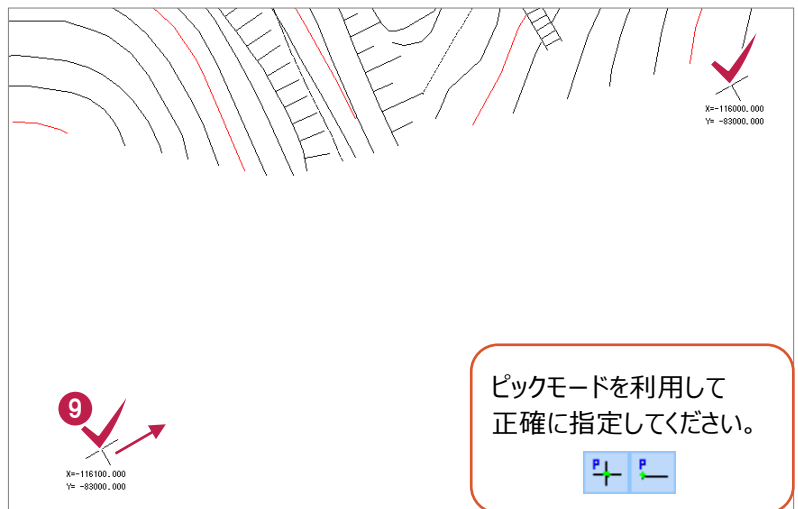 X=-116000.000
Y= -83000.000
9
X=-116100.000
Y= -83000.000
ピックモードを利用して
正確に指定してください。
P P